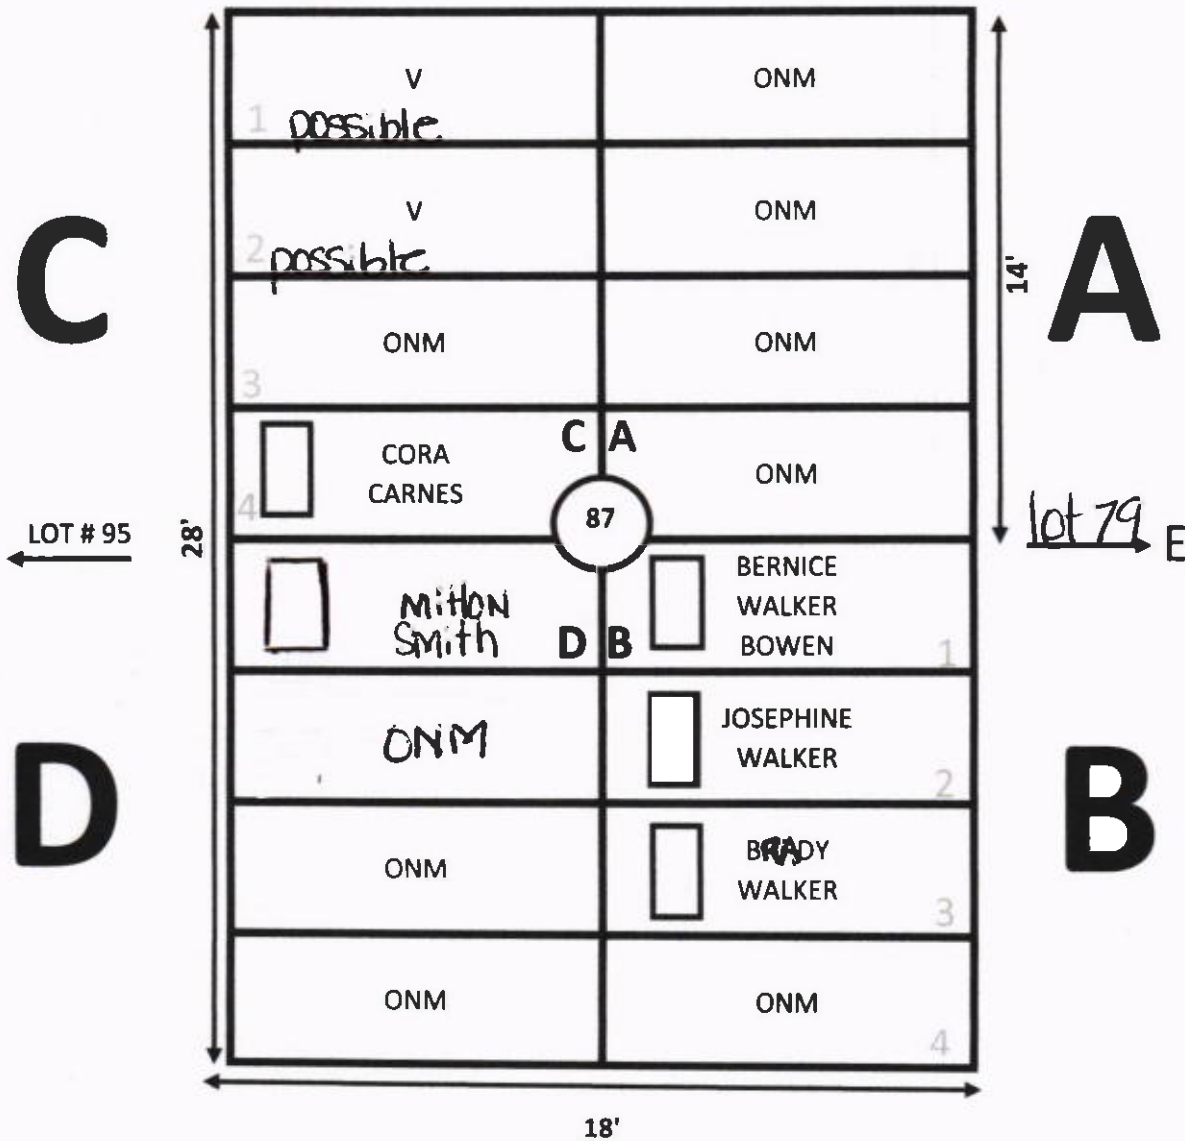 V
ONM
1 possible
V
ONM
2 possible
C
A
14'
ONM
ONM
3
C A
CORA
CARNES
ONM
4
87
LOT # 95
28'
lot 79
E
BERNICE
WALKER
BOWEN
Milton
Smith
D B
1
ONM
JOSEPHINE
WALKER
2
D
B
ONM
BRADY
WALKER
3
ONM
ONM
4
18'